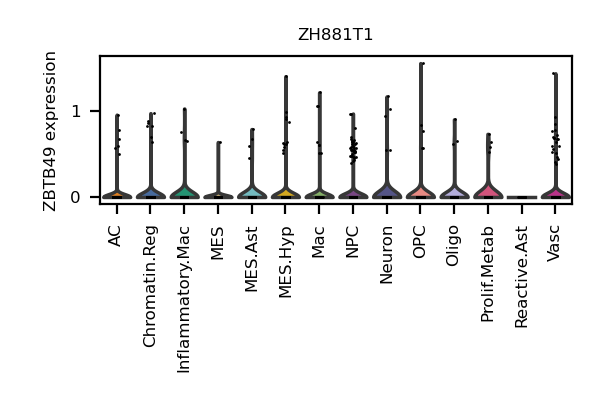 ZH881T1
ZBTB49 expression
1
0
AC
Chromatin.Reg
Inflammatory.Mac
MES
MES.Ast
MES.Hyp
Mac
NPC
Neuron
OPC
Oligo
Prolif.Metab
Reactive.Ast
Vasc